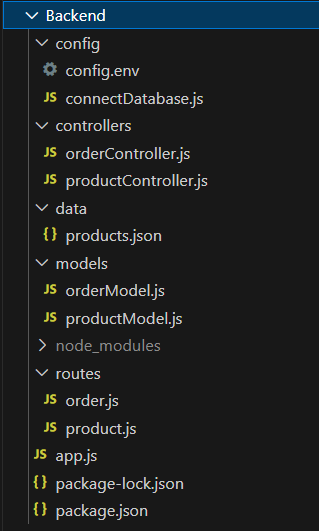 Backend
config
config.env
JS connectDatabase.js
controllers
JS orderController.js
JS productController.js
data
{} products.json
models
JS orderModel.js
JS productModel.js
node_modules
routes
JS order.js
JS product.js
JS app.js
{} package-lock.json
{} package.json